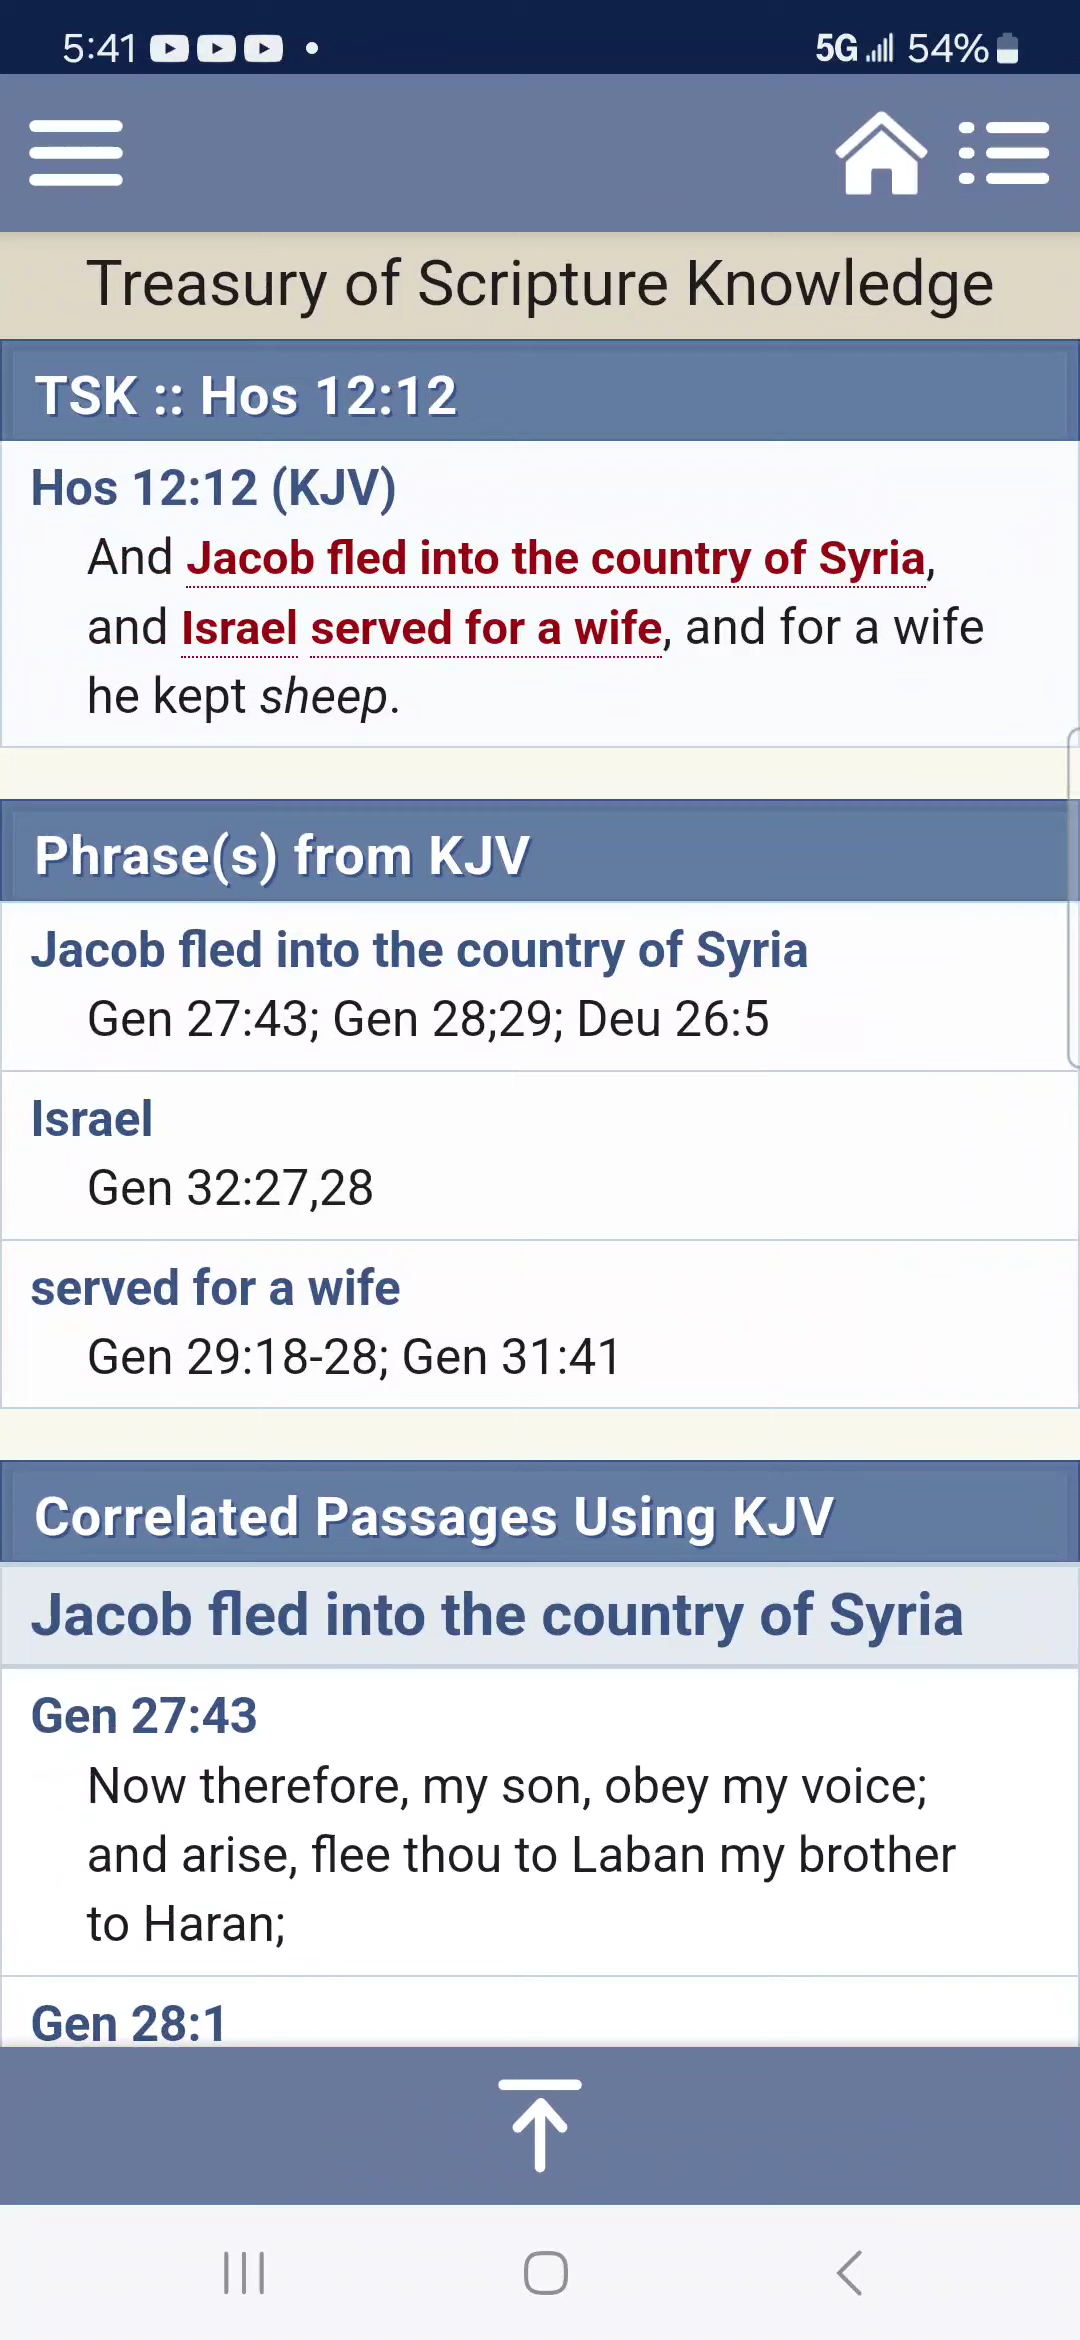 5:41 5G 54%
Treasury of Scripture Knowledge
TSK :: Hos 12:12
Hos 12:12 (KJV)
And Jacob fled into the country of Syria,
and Israel served for a wife, and for a wife
he kept sheep.
Phrase(s) from KJV
Jacob fled into the country of Syria
Gen 27:43; Gen 28;29; Deu 26:5
Israel
Gen 32:27,28
served for a wife
Gen 29:18-28; Gen 31:41
Correlated Passages Using KJV
Jacob fled into the country of Syria
Gen 27:43
Now therefore, my son, obey my voice;
and arise, flee thou to Laban my brother
to Haran;
Gen 28:1